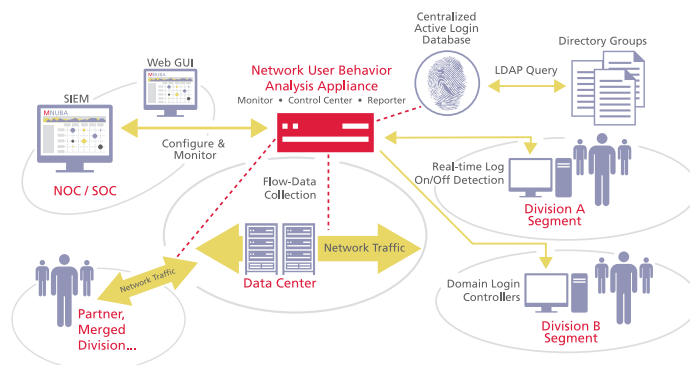 Centralized
Active Login
Database
Directory Groups
Web GUI
Network User Behavior
Analysis Appliance
Monitor • Control Center • Reporter
LDAP Query
SIEM
MNUBA
MNUBA
Configure &
Monitor
NOC / SOC
Flow-Data
Collection
Real-time Log
On/Off Detection
Division A
Segment
Network Traffic
Network Traffic
Data Center
Domain Login
Controllers
Partner,
Merged
Division...
Division B
Segment